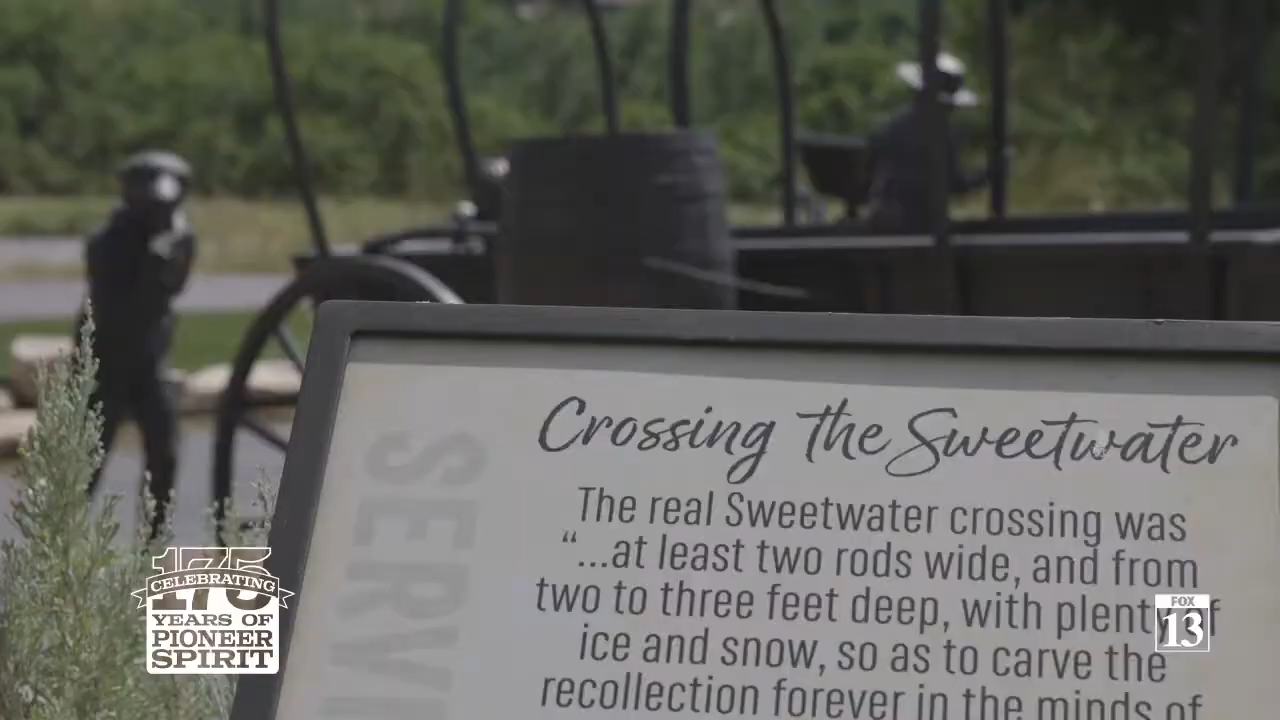 Crossing the Sweetwater
The real Sweetwater crossing was
“...at least two rods wide, and from
two to three feet deep, with plenty of
ice and snow, so as to carve the
recollection forever in the minds of
SERVI
175
CELEBRATING
YEARS OF
PIONEER
SPIRIT
FOX
13